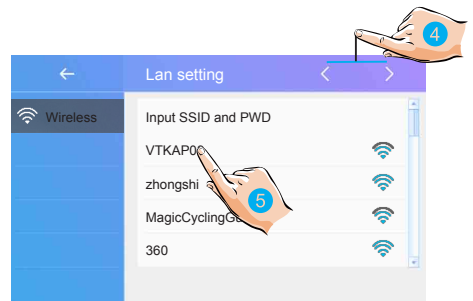 4
Lan setting
Wireless
Input SSID and PWD
VTKAP0
zhongshi
5
MagicCyclingG
360